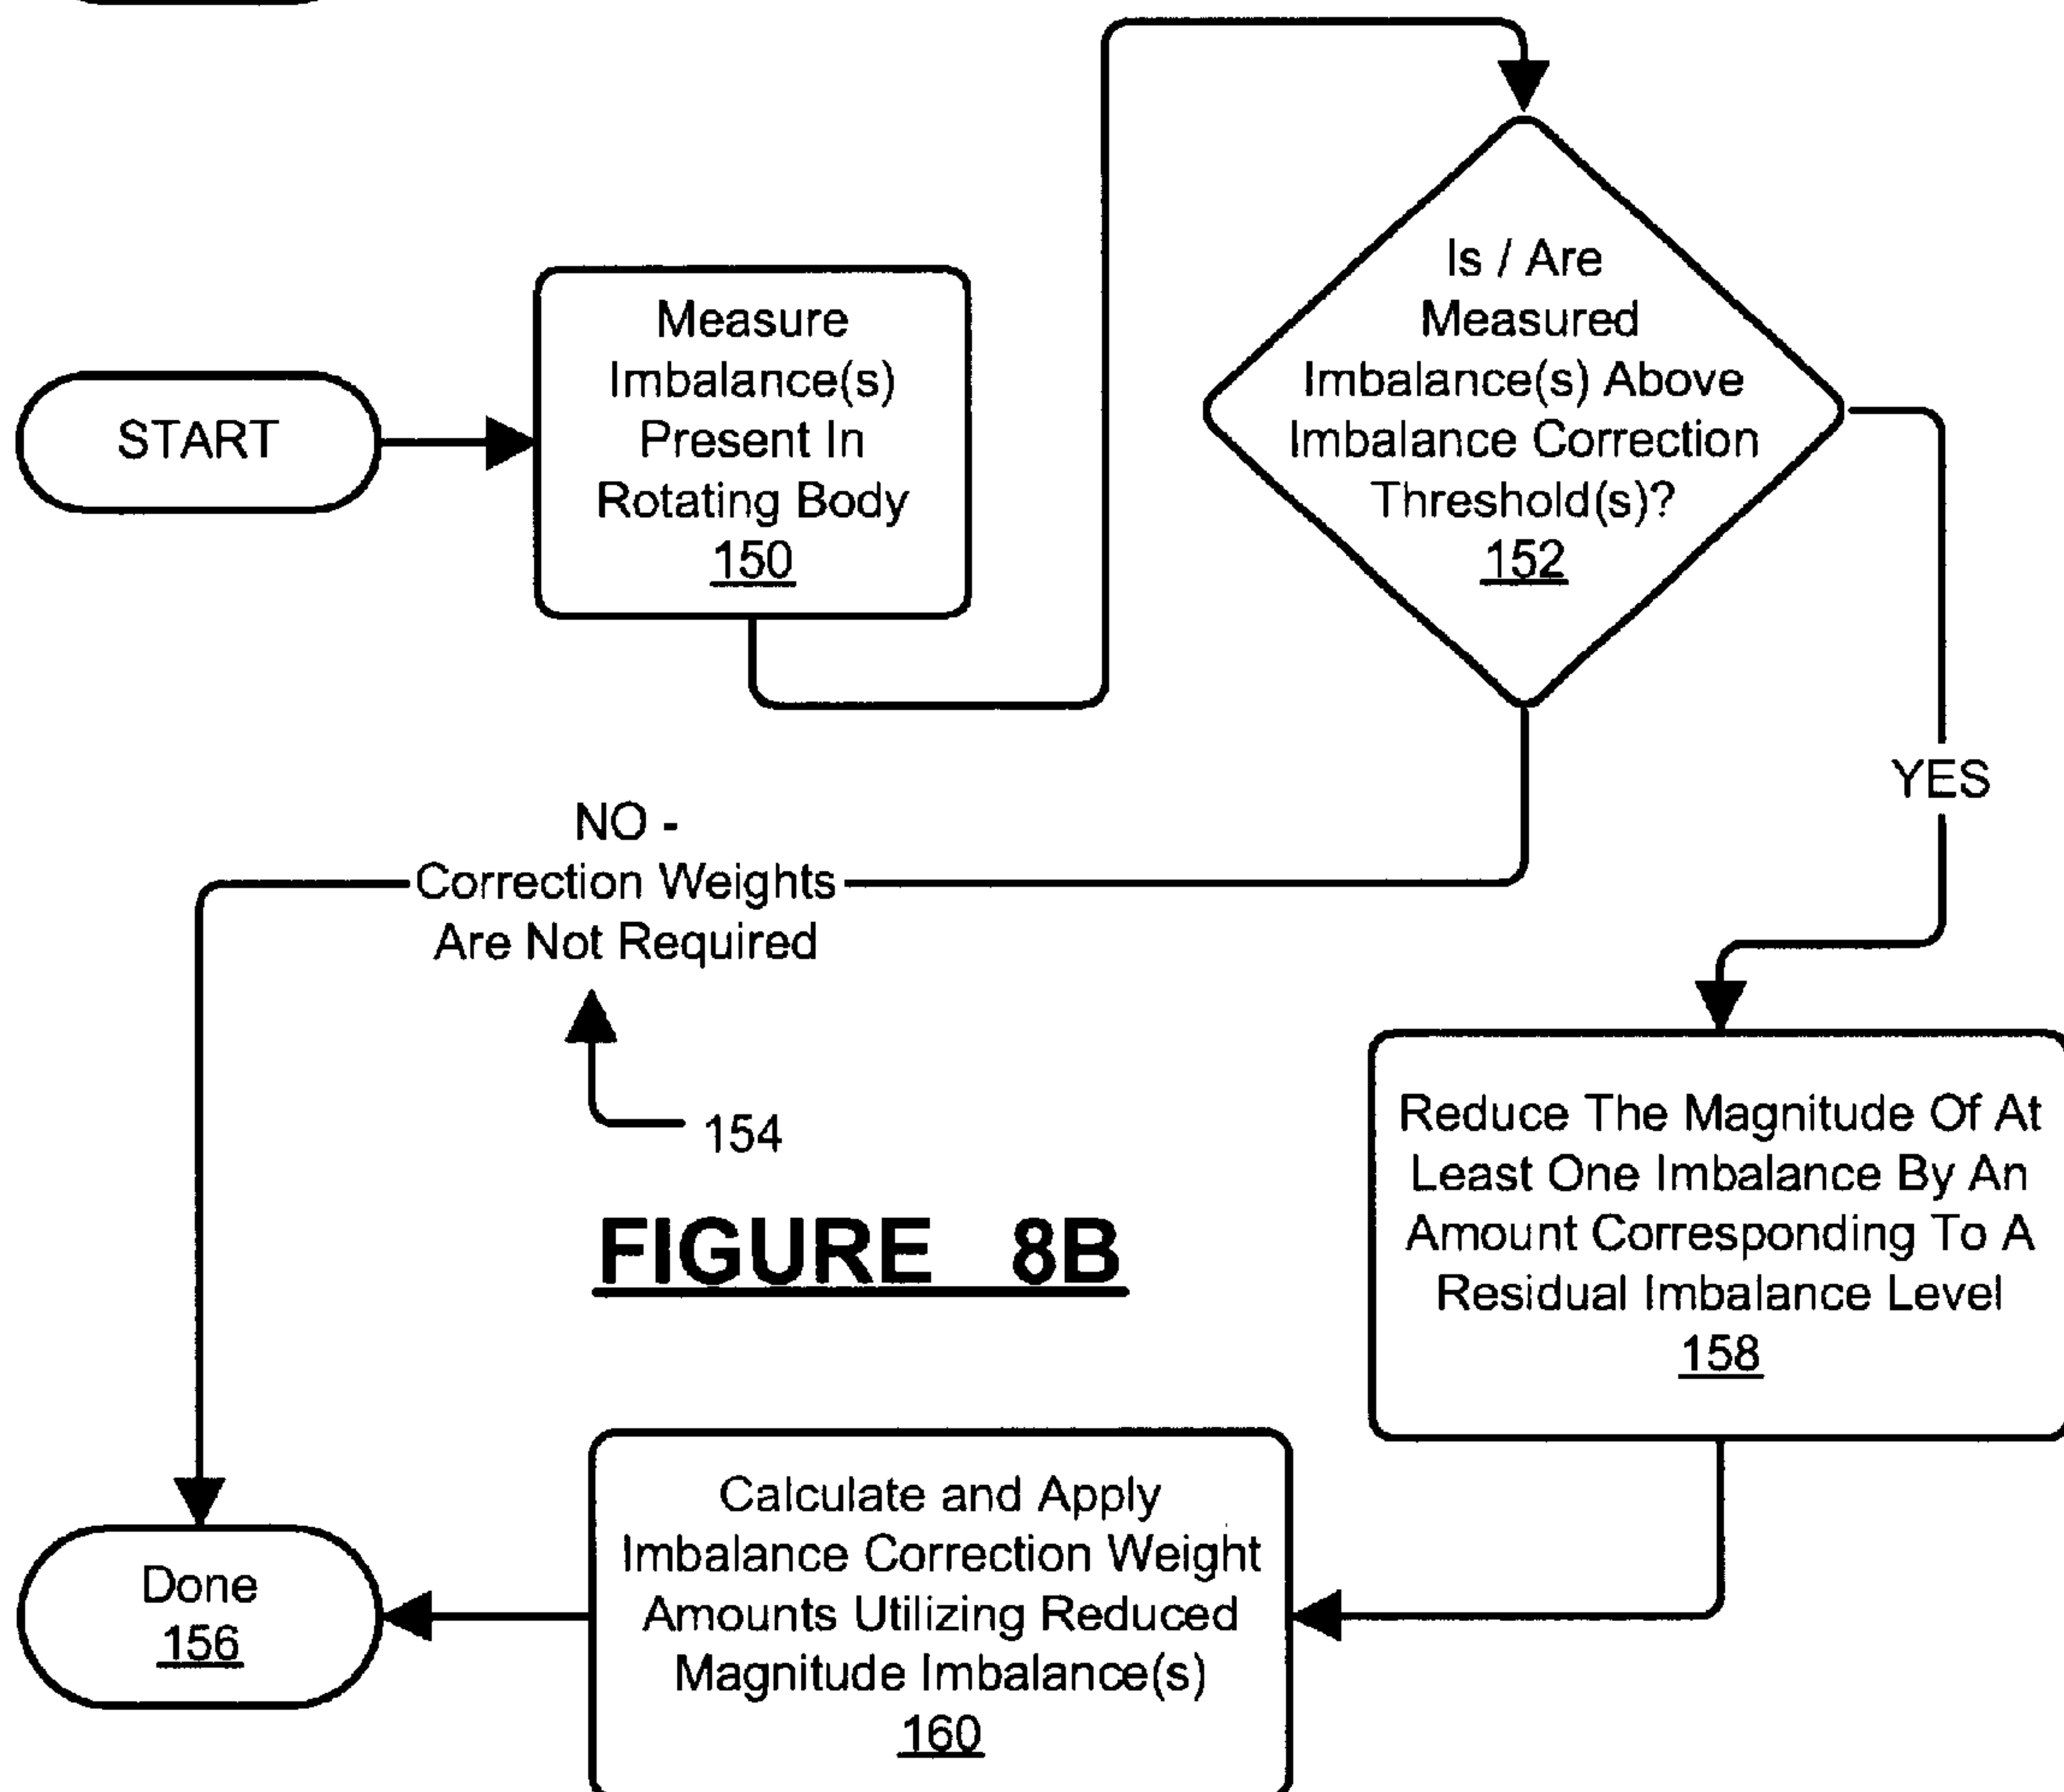 START
Measure
Imbalance(s)
Present In
Rotating Body
150
Is / Are
Measured
Imbalance(s) Above
Imbalance Correction
Threshold(s)?
152
YES
NO -
Correction Weights
Are Not Required
154
FIGURE 8B
Reduce The Magnitude Of At
Least One Imbalance By An
Amount Corresponding To A
Residual Imbalance Level
158
Calculate and Apply
Imbalance Correction Weight
Amounts Utilizing Reduced
Magnitude Imbalance(s)
160
Done
156